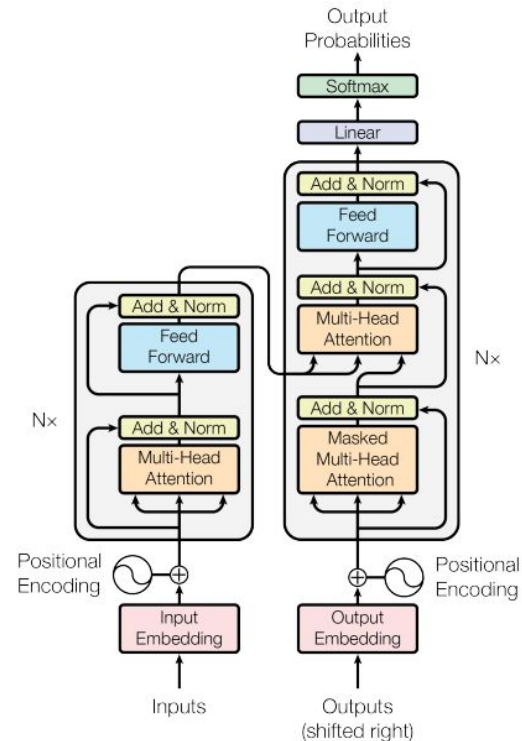 Output
Probabilities
Softmax
Linear
Add & Norm
Feed
Forward
Add & Norm
Multi-Head
Attention
Add & Norm
Masked
Multi-Head
Attention
N×
Add & Norm
Feed
Forward
Add & Norm
Multi-Head
Attention
N×
Positional
Encoding
Positional
Encoding
Input
Embedding
Output
Embedding
Inputs
Outputs
(shifted right)